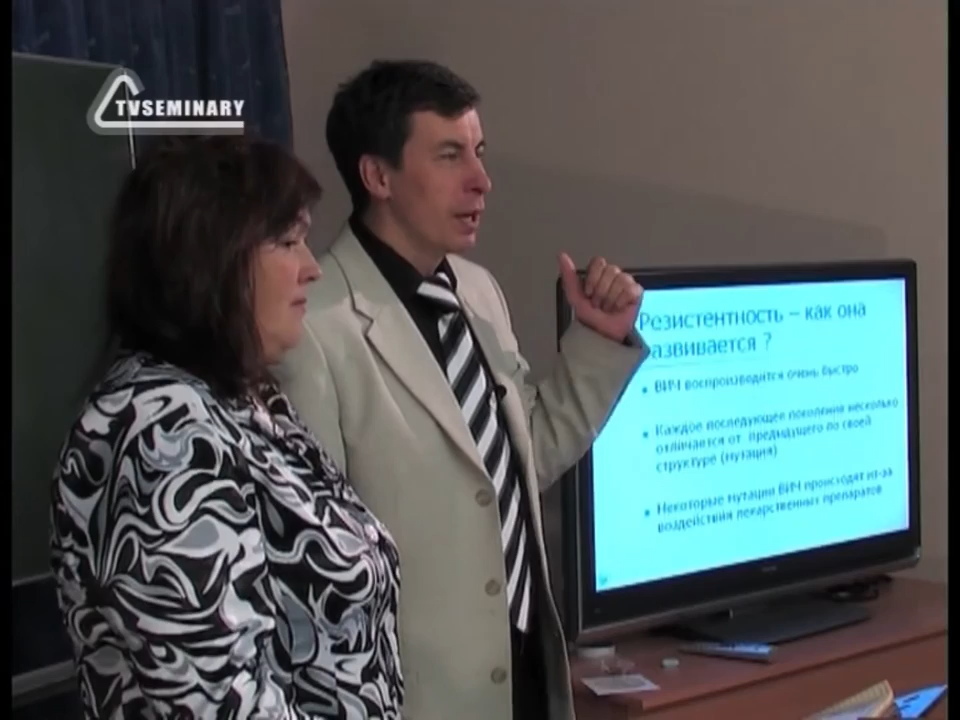 TVSEMINARY
Резистентность – как она
развивается ?
ВИЧ воспроизводится очень быстро
Каждое последующее поколение несколько
отличается от предыдущего по своей
структуре (мутация)
Некоторые мутации ВИЧ происходят из-за
воздействия лекарственных препаратов